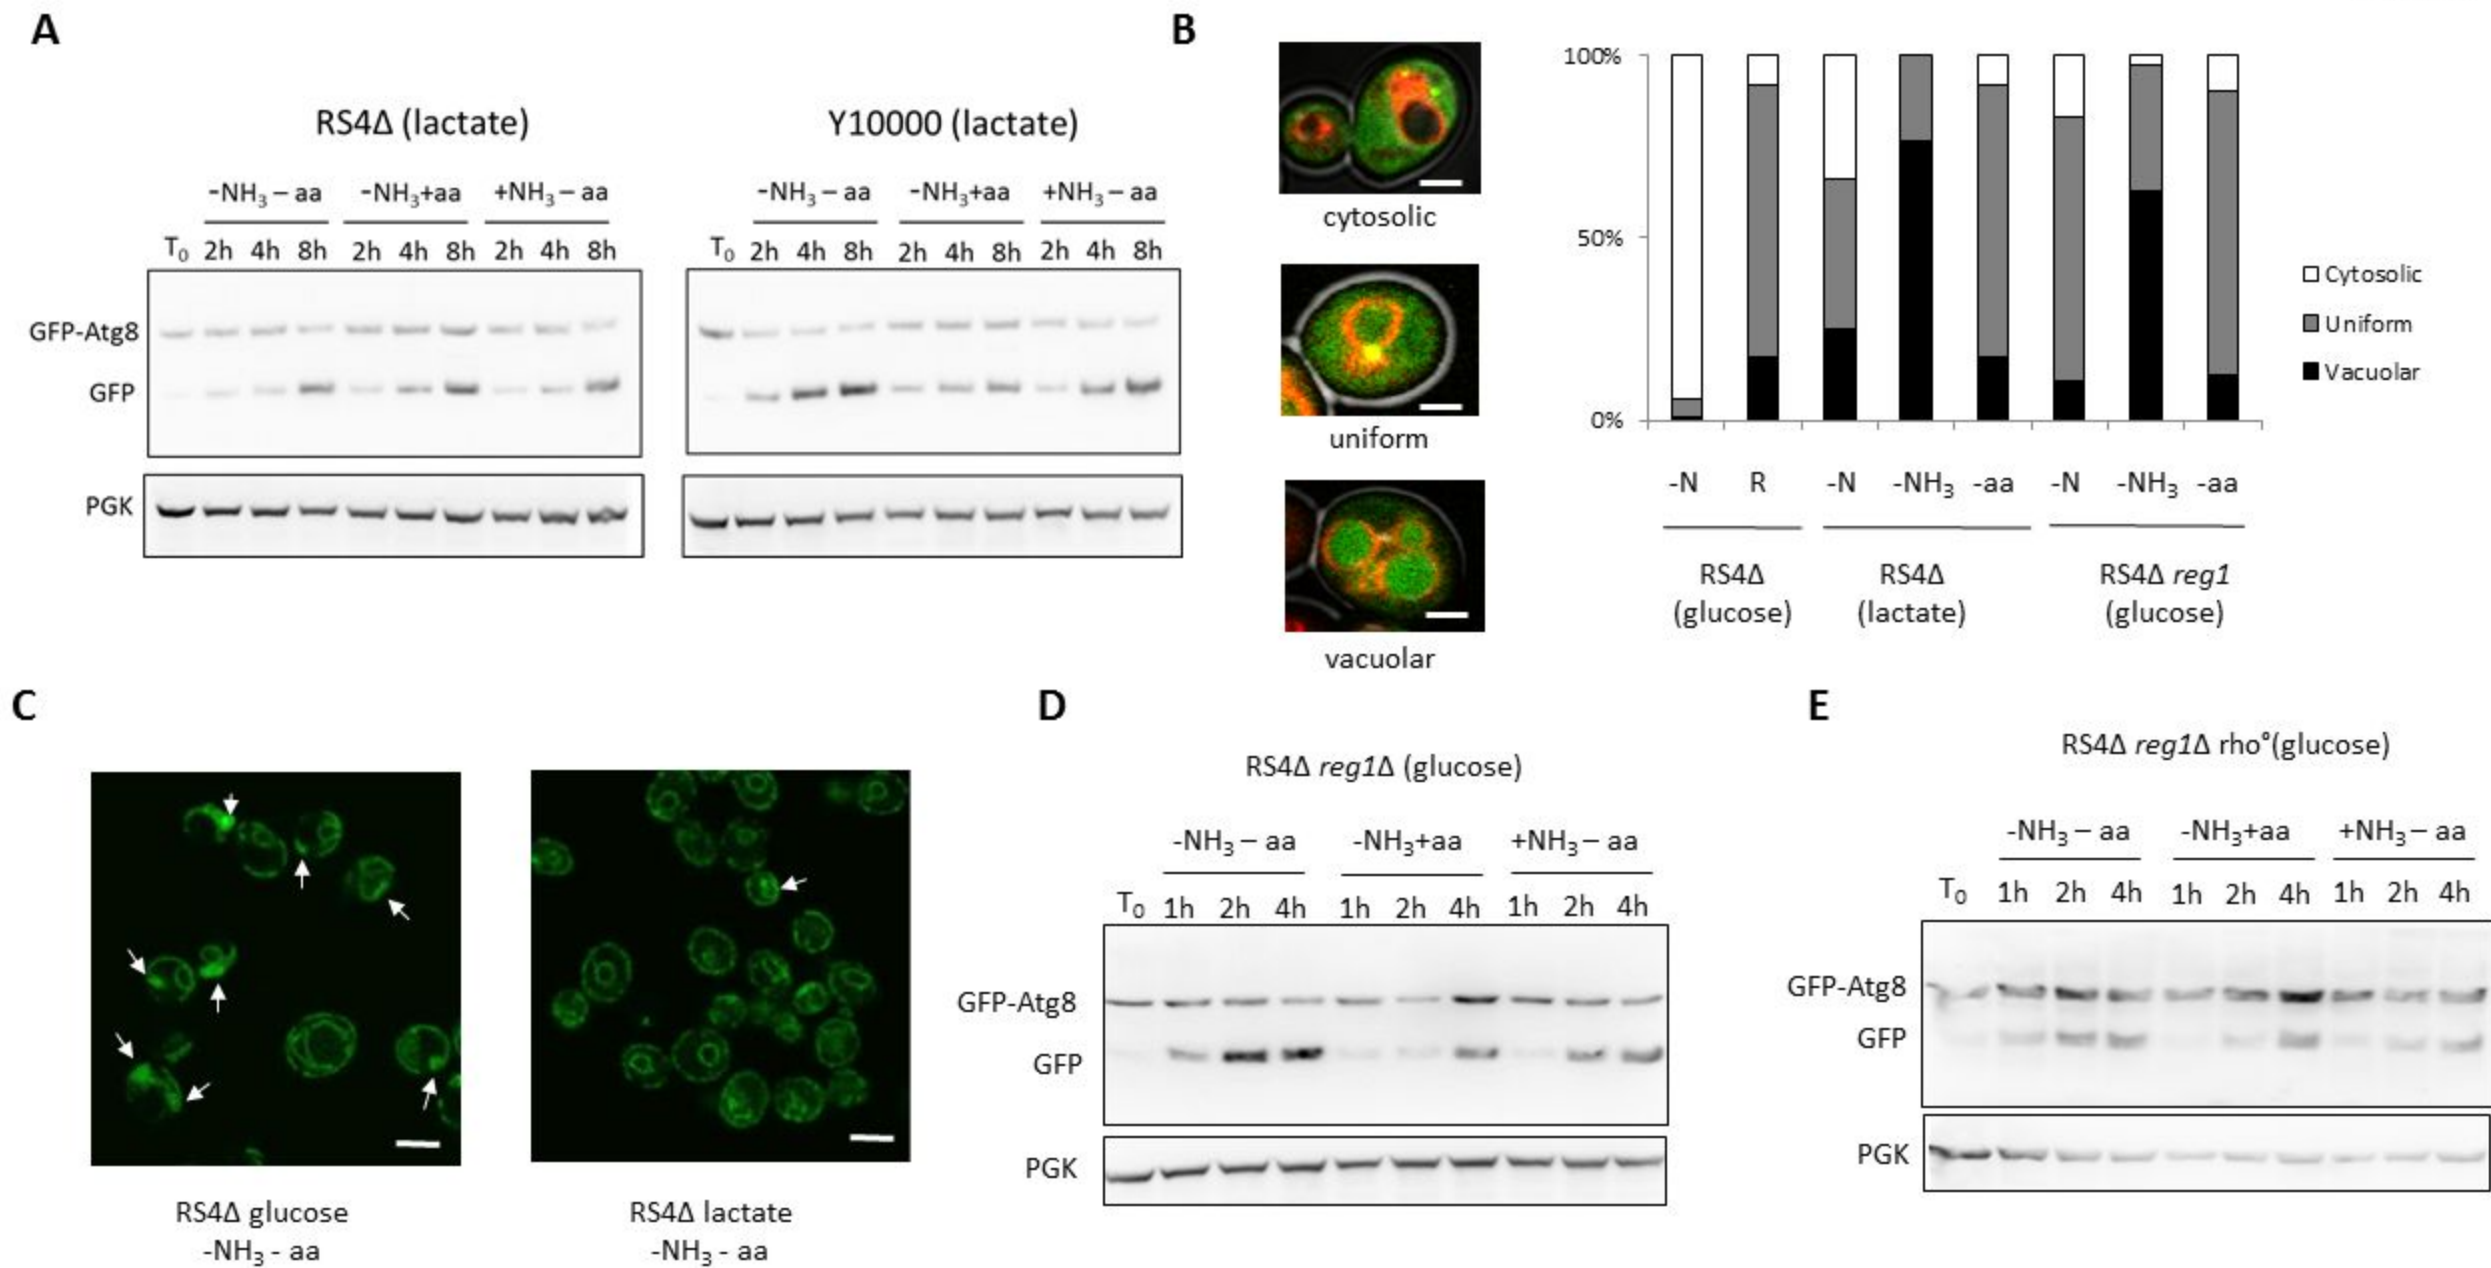 A
RS4Δ (lactate)
Y10000 (lactate)
-NH₃ – aa -NH₃+aa +NH₃ – aa
T₀ 2h 4h 8h 2h 4h 8h 2h 4h 8h
-NH₃ – aa -NH₃+aa +NH₃ – aa
T₀ 2h 4h 8h 2h 4h 8h 2h 4h 8h
GFP-Atg8
GFP
PGK
B
cytosolic
uniform
vacuolar
100%
50%
0%
Cytosolic
Uniform
Vacuolar
-N R -N -NH₃ -aa -N -NH₃ -aa
RS4Δ
(glucose)
RS4Δ
(lactate)
RS4Δ reg1
(glucose)
C
RS4Δ glucose
-NH₃ - aa
RS4Δ lactate
-NH₃ - aa
D
RS4Δ reg1Δ (glucose)
-NH₃ – aa -NH₃+aa +NH₃ – aa
T₀ 1h 2h 4h 1h 2h 4h 1h 2h 4h
GFP-Atg8
GFP
PGK
E
RS4Δ reg1Δ rho°(glucose)
-NH₃ – aa -NH₃+aa +NH₃ – aa
T₀ 1h 2h 4h 1h 2h 4h 1h 2h 4h
GFP-Atg8
GFP
PGK